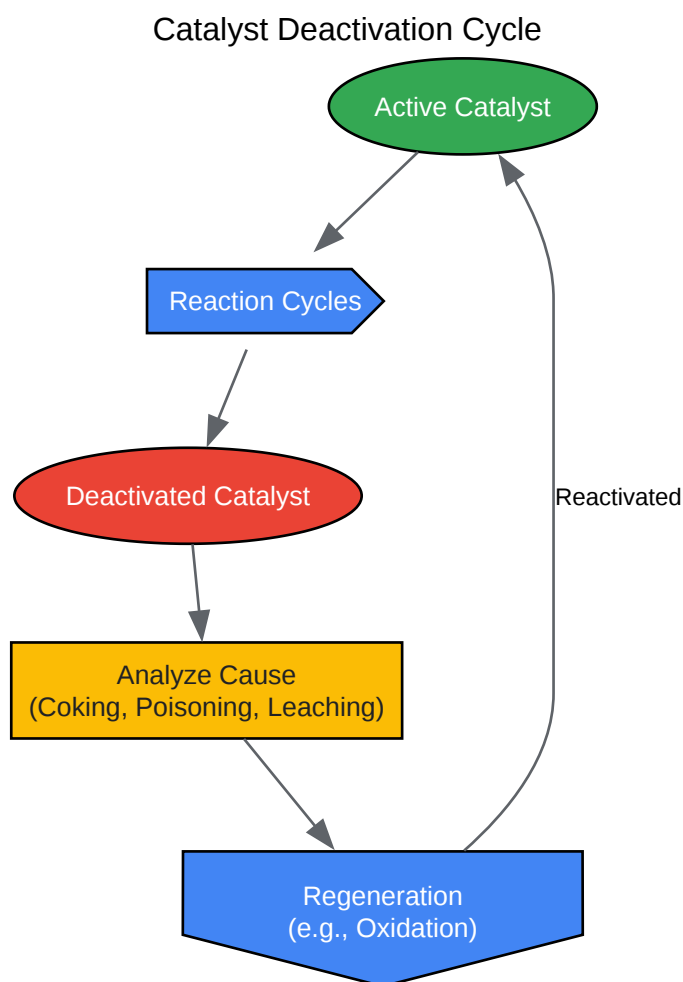 Catalyst Deactivation Cycle
Active Catalyst
Reaction Cycles
Deactivated Catalyst
Reactivated
Analyze Cause
(Coking, Poisoning, Leaching)
Regeneration
(e.g., Oxidation)